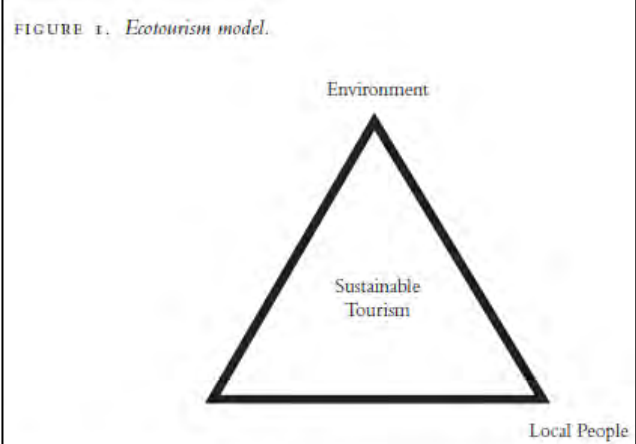 FIGURE 1. Ecotourism model.
Environment
Sustainable
Tourism
Local People